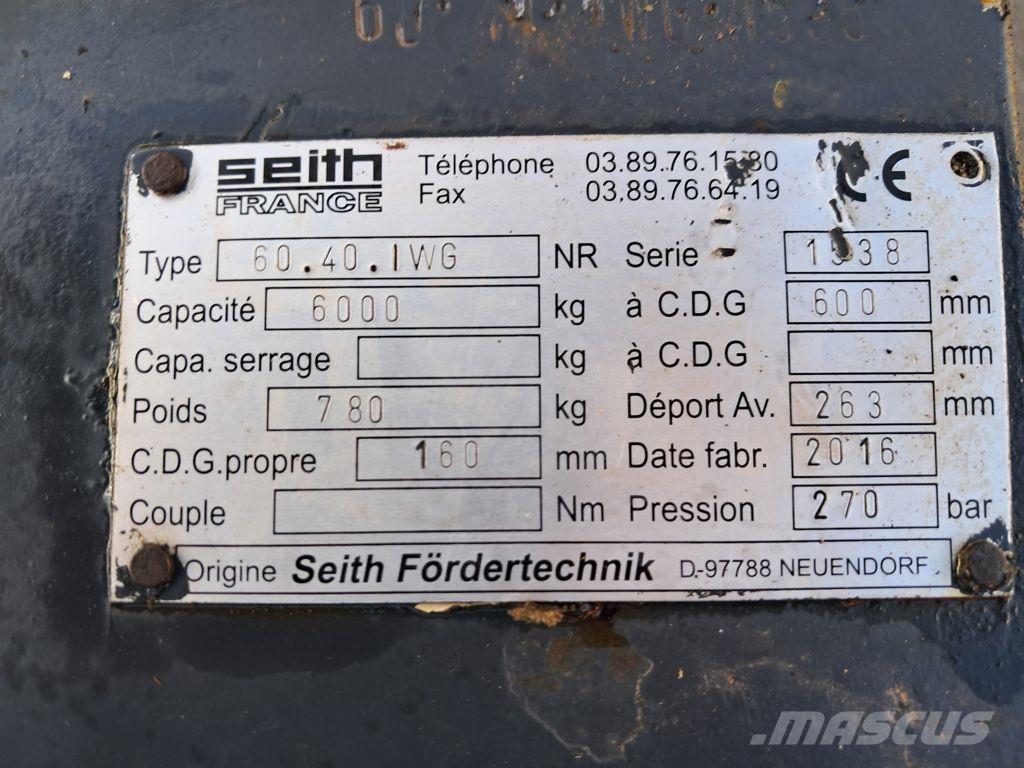 seith Téléphone 03.89.76.15.80
FRANCE Fax 03.89.76.64.19 CE
Type 60.40.IWG NR Serie
Capacité 6000 kg à C.D.G 600 mm
Capa. serrage kg à C.D.G mm
Poids 780 kg Déport Av. 263 mm
C.D.G.propre 160 mm Date fabr. 2016
Couple Nm Pression 270 bar
Origine Seith Fördertechnik D-97788 NEUENDORF
MASCUS